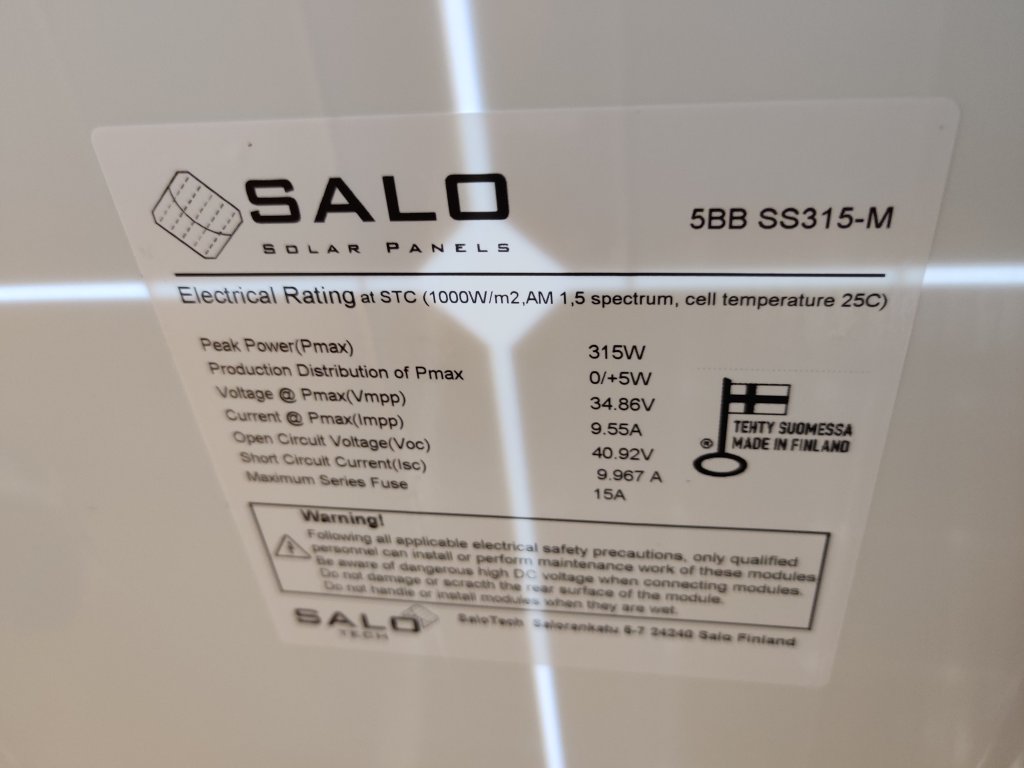 SALO
SOLAR PANELS
5BB SS315-M
Electrical Rating at STC (1000W/m2,AM 1,5 spectrum, cell temperature 25C)
Peak Power(Pmax) 315W
Production Distribution of Pmax 0/+5W
Voltage @ Pmax(Vmpp) 34.86V
Current @ Pmax(Impp) 9.55A
Open Circuit Voltage(Voc) 40.92V
Short Circuit Current(Isc) 9.967 A
Maximum Series Fuse 15A
®
TEHTY SUOMESSA
MADE IN FINLAND
Warning!
Following all applicable electrical safety precautions, only qualified
personnel can install or perform maintenance work of these modules
Be aware of dangerous high DC voltage when connecting modules.
Do not damage or scracth the rear surface of the module.
Do not handle or install modules when they are wet.
SALO
TECH
SaloTech Salorankatu 6-7 24240 Salo Finland